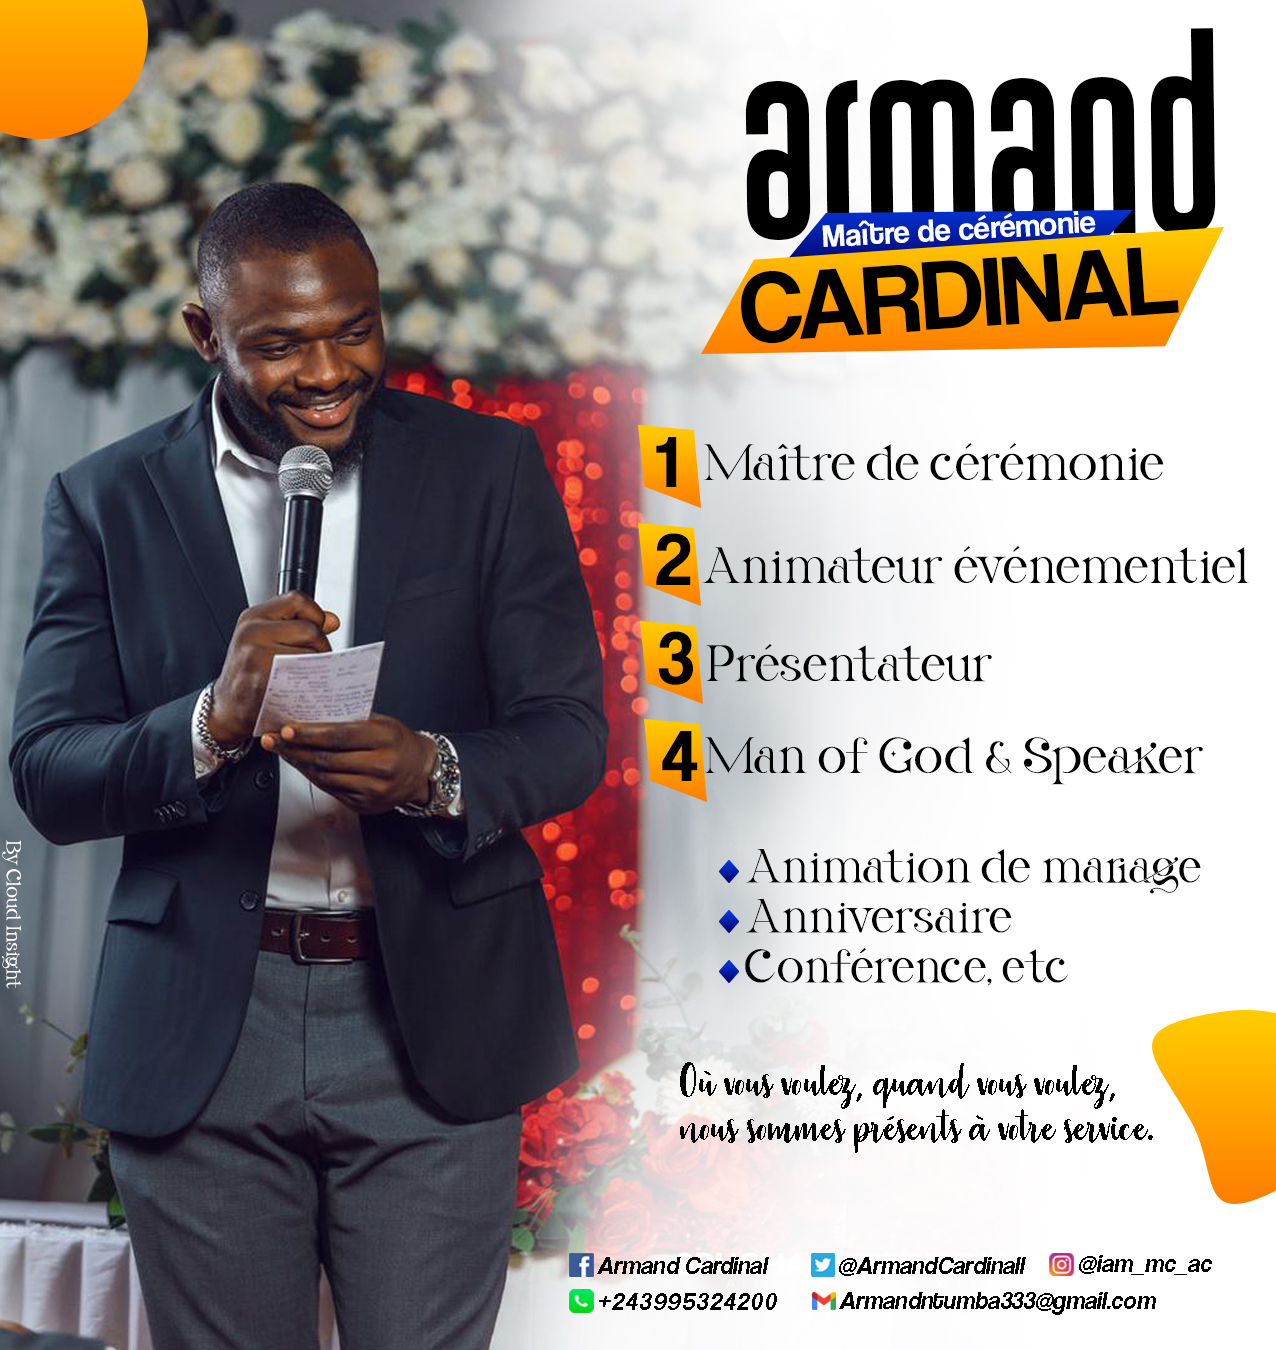 armand
Maître de cérémonie
CARDINAL
1 Maître de cérémonie
2 Animateur événementiel
3 Présentateur
4 Man of God & Speaker
Animation de mariage
Anniversaire
Conférence, etc
Où vous voulez, quand vous voulez,
nous sommes présents à votre service.
Armand Cardinal
@ArmandCardinall
@iam_mc_ac
+243995324200
Armandntumba333@gmail.com
By Cloud Insight